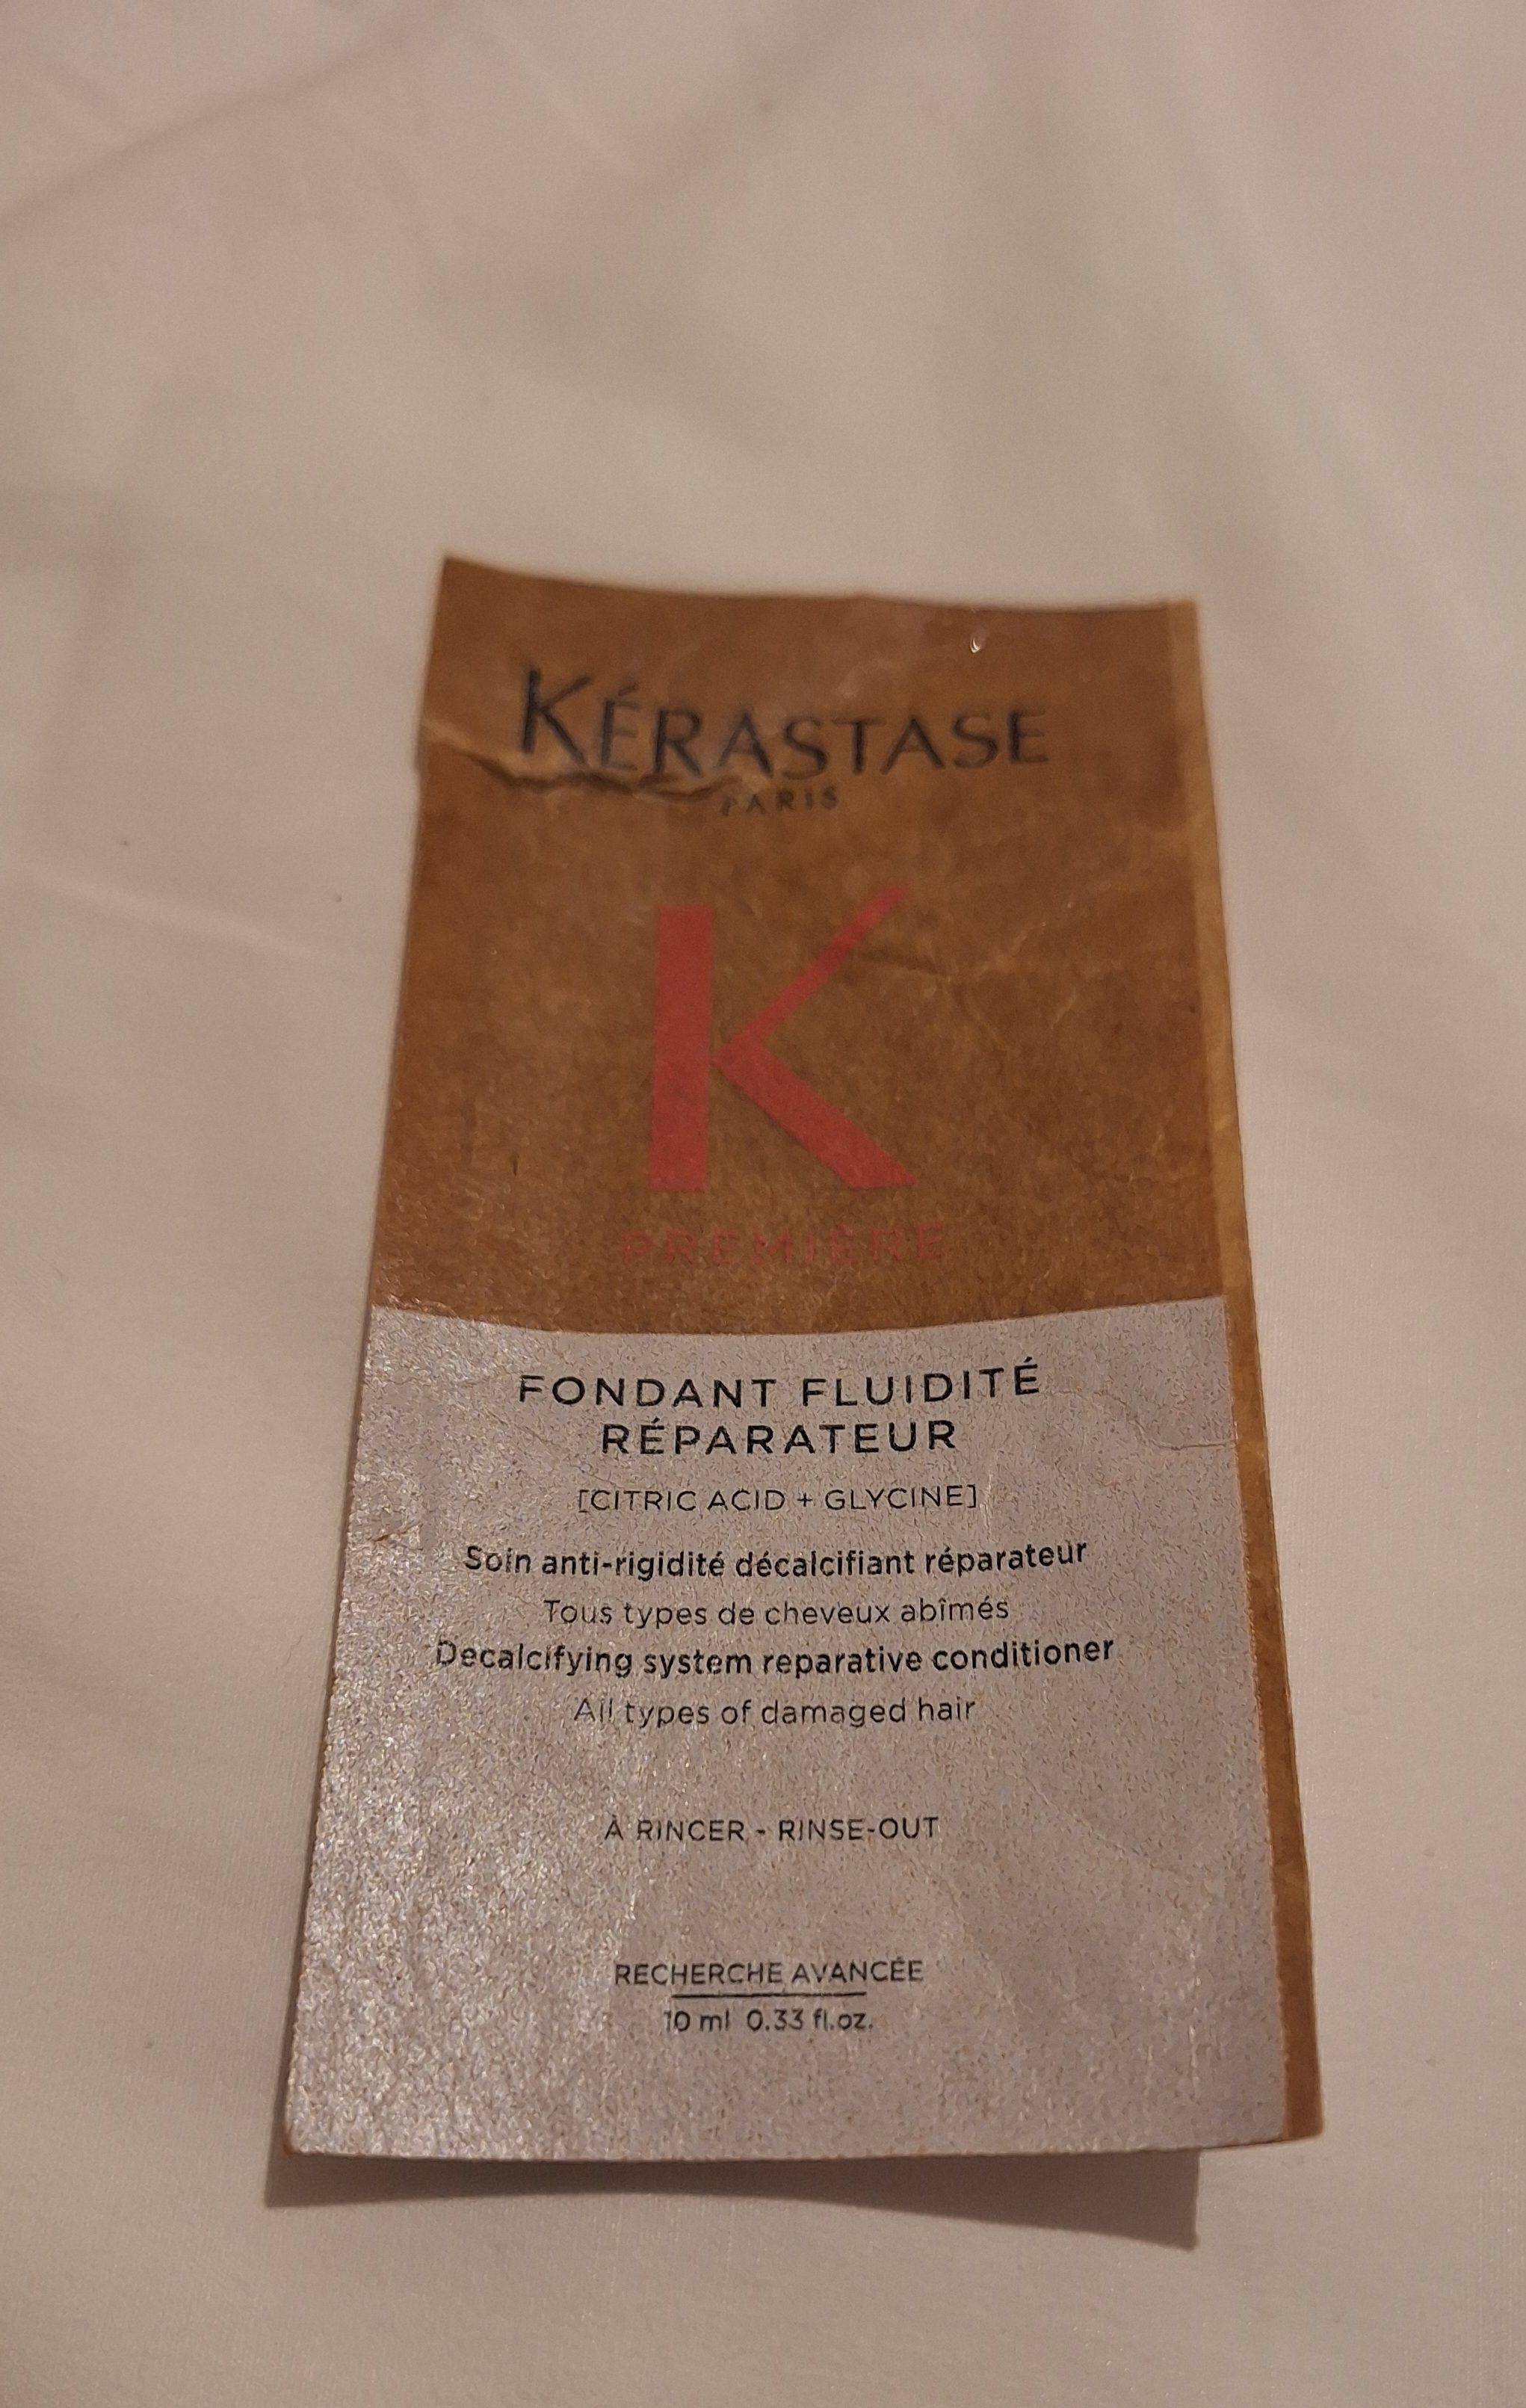 KÉRASTASE
PARIS
K
PREMIÈRE
FONDANT FLUIDITÉ
RÉPARATEUR
[CITRIC ACID + GLYCINE]
Soin anti-rigidité décalcifiant réparateur
Tous types de cheveux abîmés
Decalcifying system reparative conditioner
All types of damaged hair
À RINCER - RINSE-OUT
RECHERCHE AVANCÉE
10 ml 0.33 fl.oz.